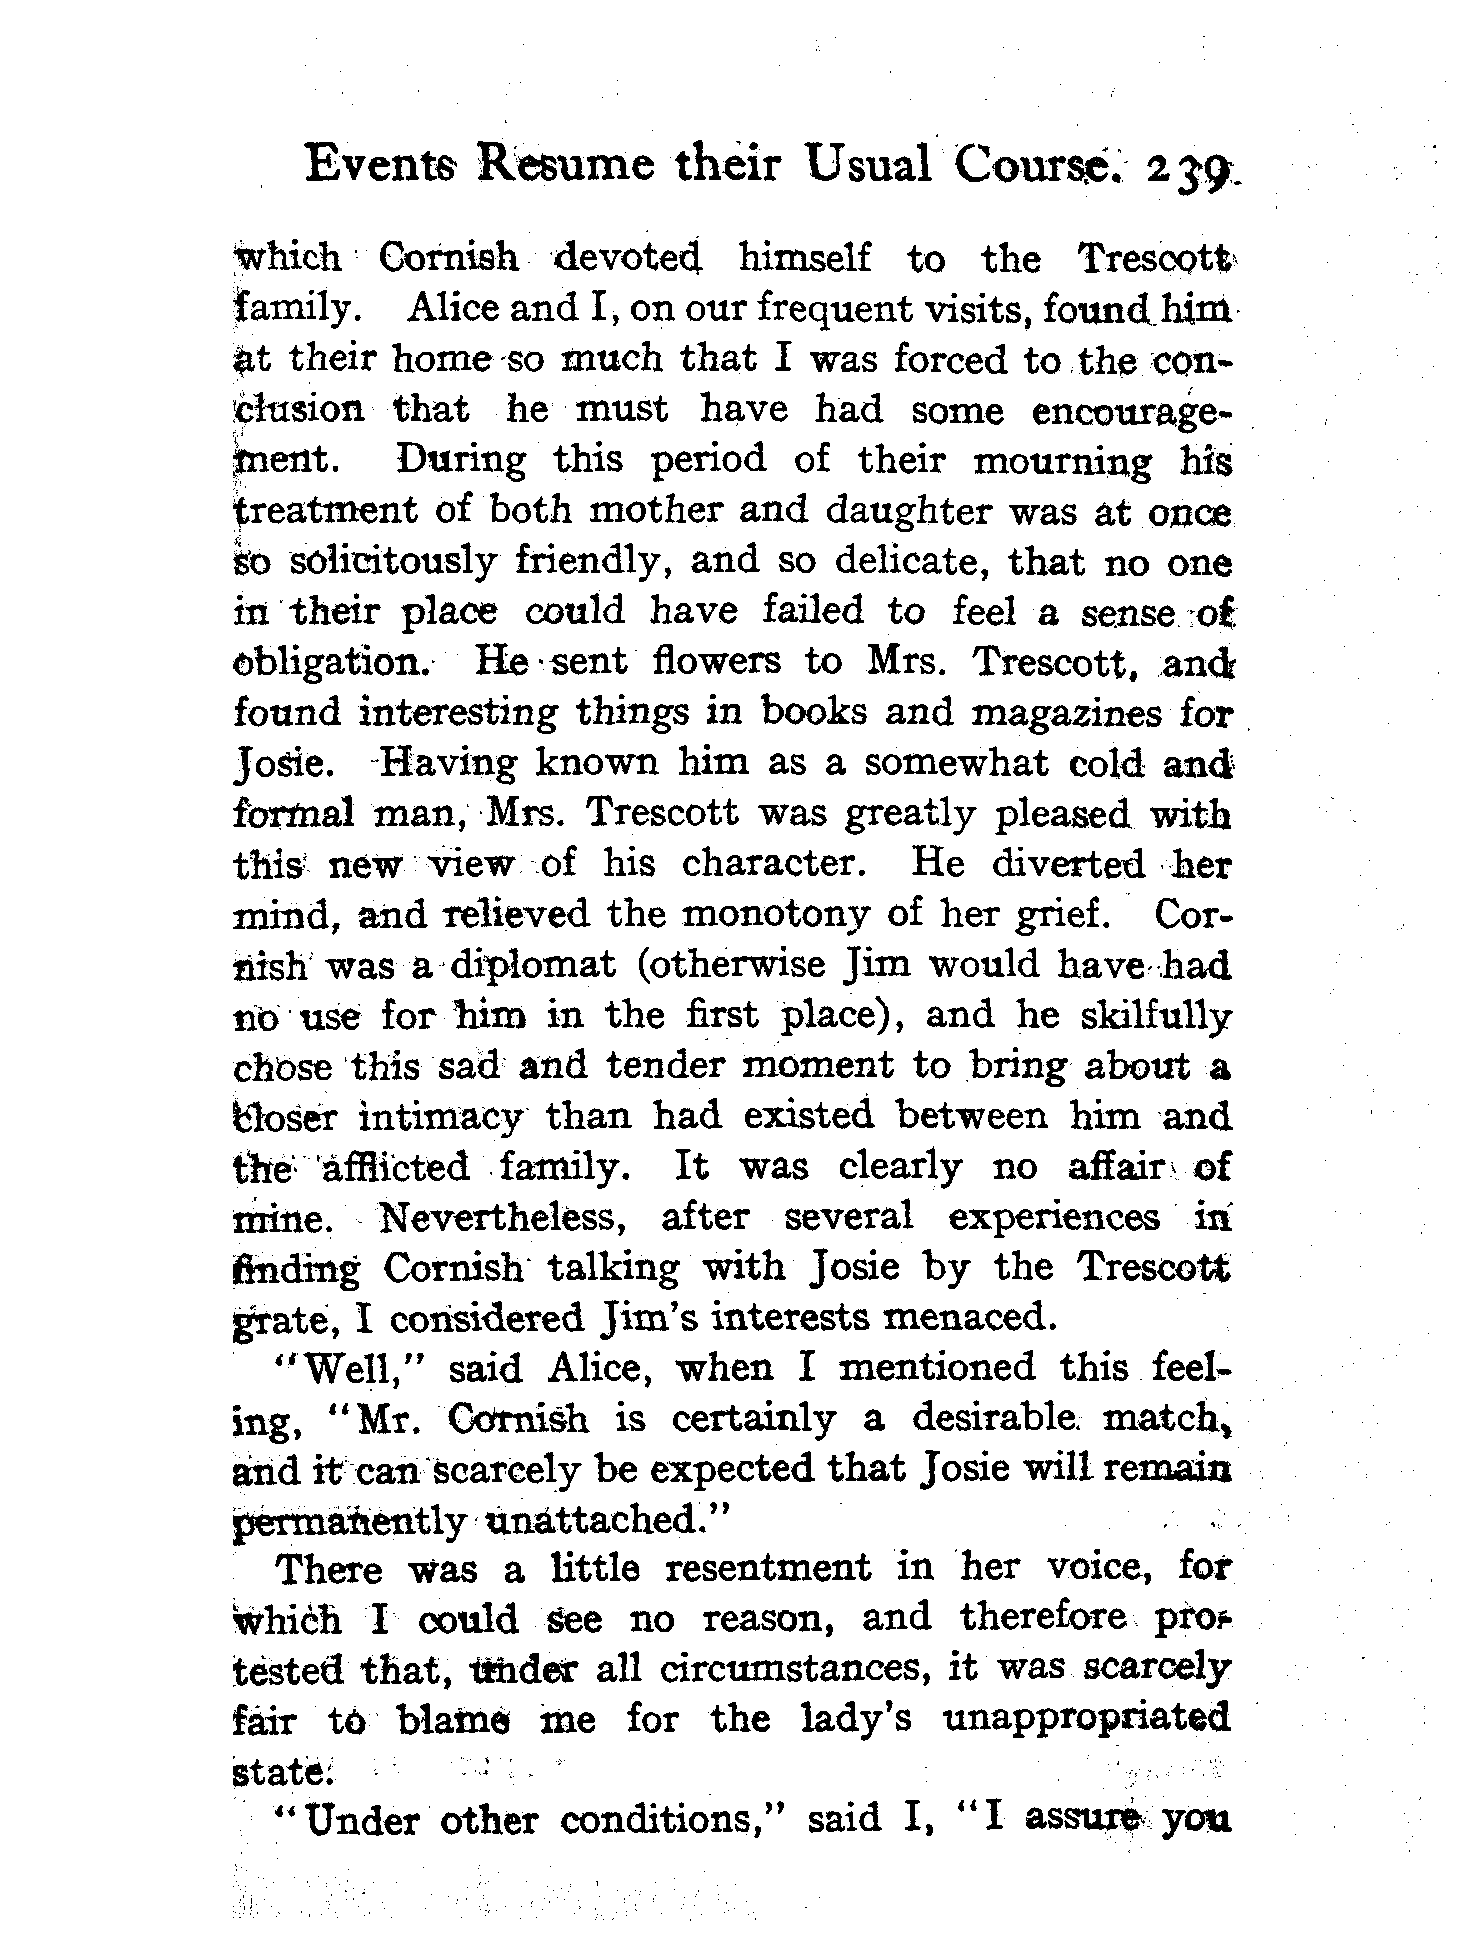 Events Resume their Usual Course. 239
which Cornish devoted himself to the Trescott
family. Alice and I, on our frequent visits, found him
at their home so much that I was forced to the con-
clusion that he must have had some encourage-
ment. During this period of their mourning his
treatment of both mother and daughter was at once
so solicitously friendly, and so delicate, that no one
in their place could have failed to feel a sense of
obligation. He sent flowers to Mrs. Trescott, and
found interesting things in books and magazines for
Josie. Having known him as a somewhat cold and
formal man, Mrs. Trescott was greatly pleased with
this new view of his character. He diverted her
mind, and relieved the monotony of her grief. Cor-
nish was a diplomat (otherwise Jim would have had
no use for him in the first place), and he skilfully
chose this sad and tender moment to bring about a
closer intimacy than had existed between him and
the afflicted family. It was clearly no affair of
mine. Nevertheless, after several experiences in
finding Cornish talking with Josie by the Trescott
grate, I considered Jim's interests menaced.
"Well," said Alice, when I mentioned this feel-
ing, "Mr. Cornish is certainly a desirable match,
and it can scarcely be expected that Josie will remain
permanently unattached."
There was a little resentment in her voice, for
which I could see no reason, and therefore pro-
tested that, under all circumstances, it was scarcely
fair to blame me for the lady's unappropriated
state.
"Under other conditions," said I, "I assure you